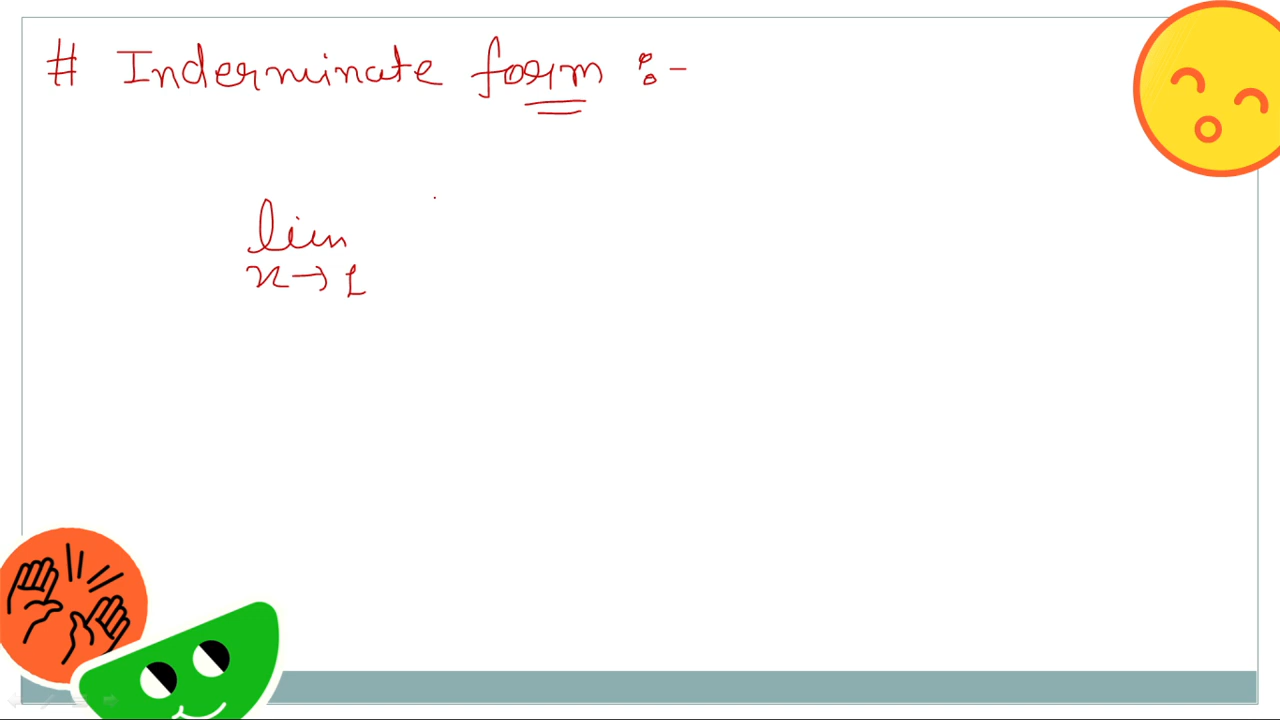 # Inderminate form :-
lim
x→1